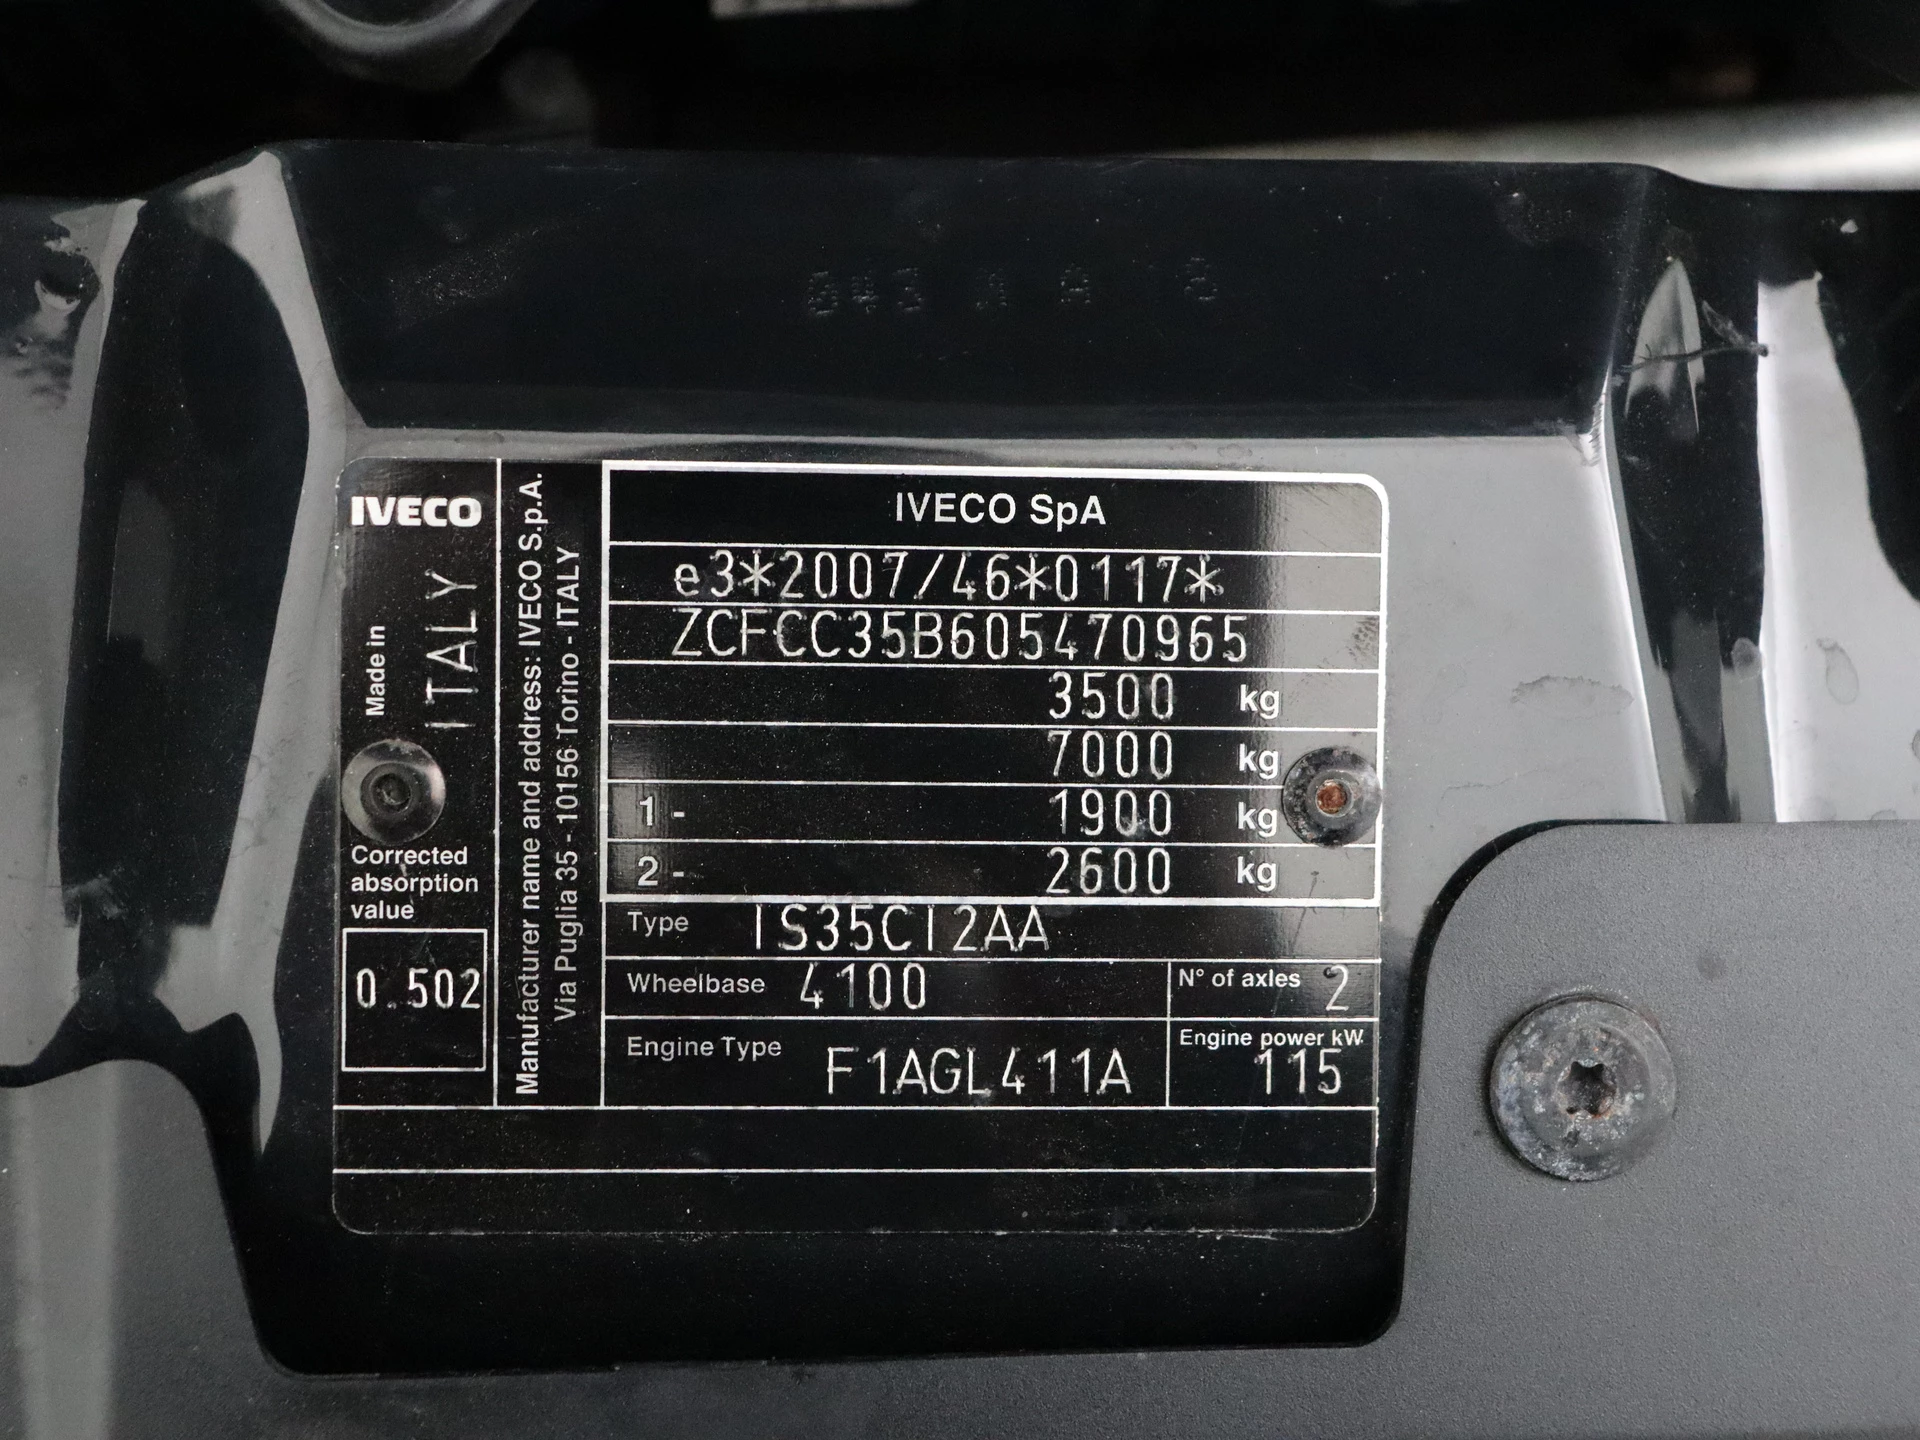 IVECO
Made in
ITALY
Corrected
absorption
value
0.502
Manufacturer name and address: IVECO S.p.A.
Via Puglia 35 - 10156 Torino - ITALY
IVECO SpA
e3*2007/46*0117*
ZCFCC35B605470965
3500 kg
7000 kg
1- 1900 kg
2- 2600 kg
Type IS35CI2AA
Wheelbase 4100
N° of axles 2
Engine Type F1AGL411A
Engine power kW
115